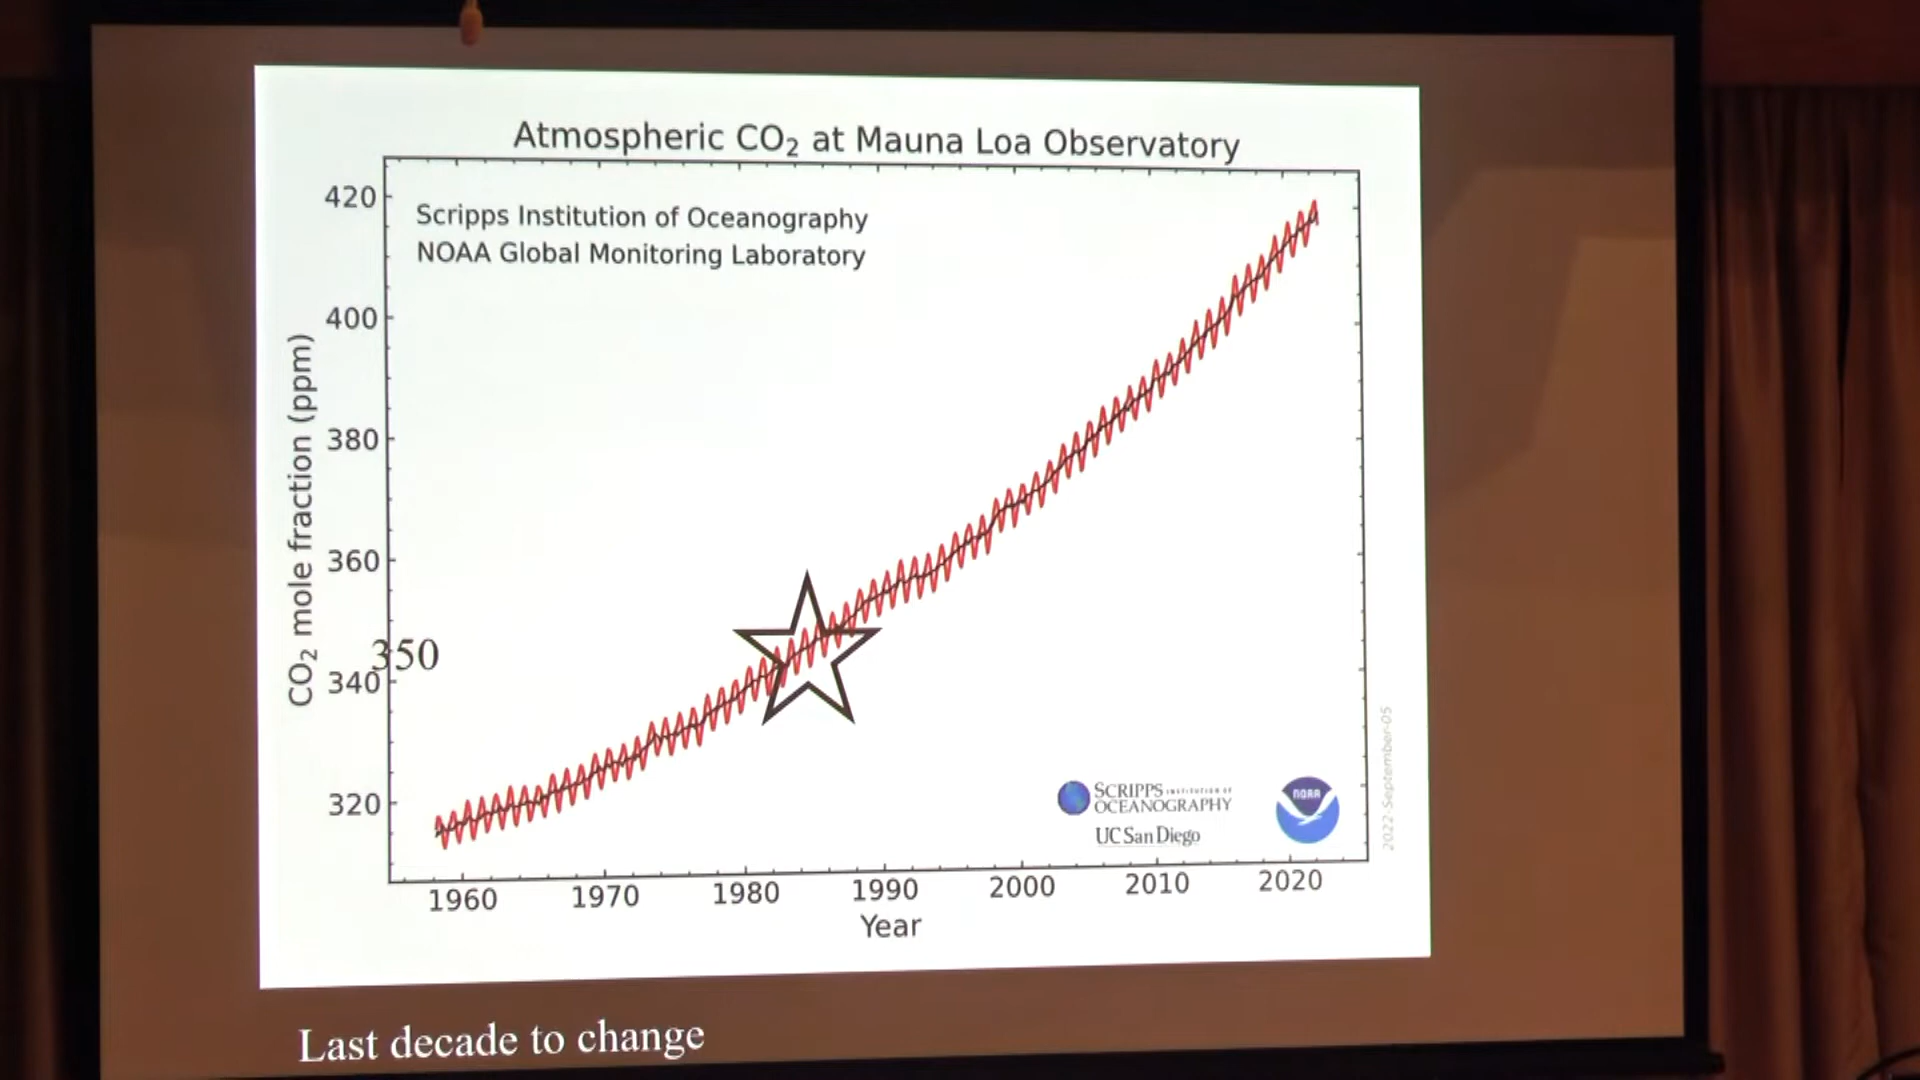 Atmospheric CO₂ at Mauna Loa Observatory
Scripps Institution of Oceanography
NOAA Global Monitoring Laboratory
CO₂ mole fraction (ppm)
420
400
380
360
350
340
320
1960 1970 1980 1990 2000 2010 2020
Year
SCRIPPS INSTITUTION OF
OCEANOGRAPHY
UC San Diego
NOAA
2022-September-05
Last decade to change